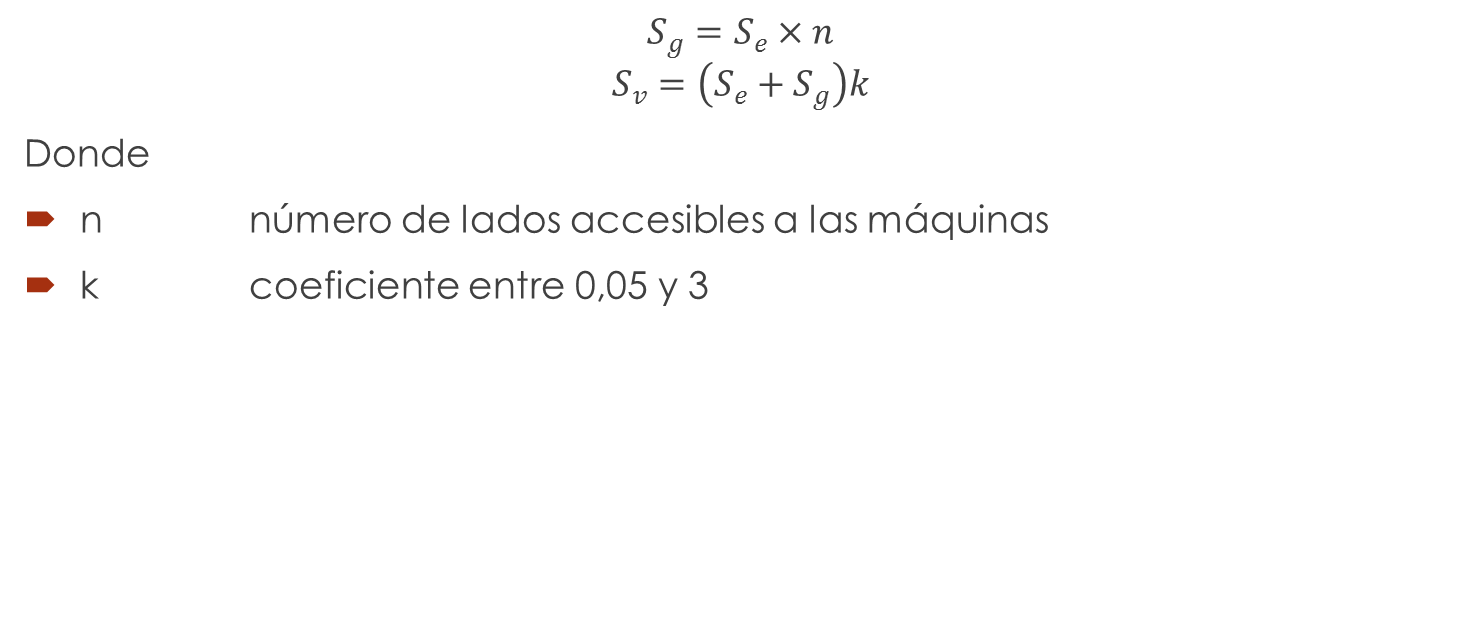 S_g = S_e × n
S_v = (S_e + S_g)k
Donde
n número de lados accesibles a las máquinas
k coeficiente entre 0,05 y 3